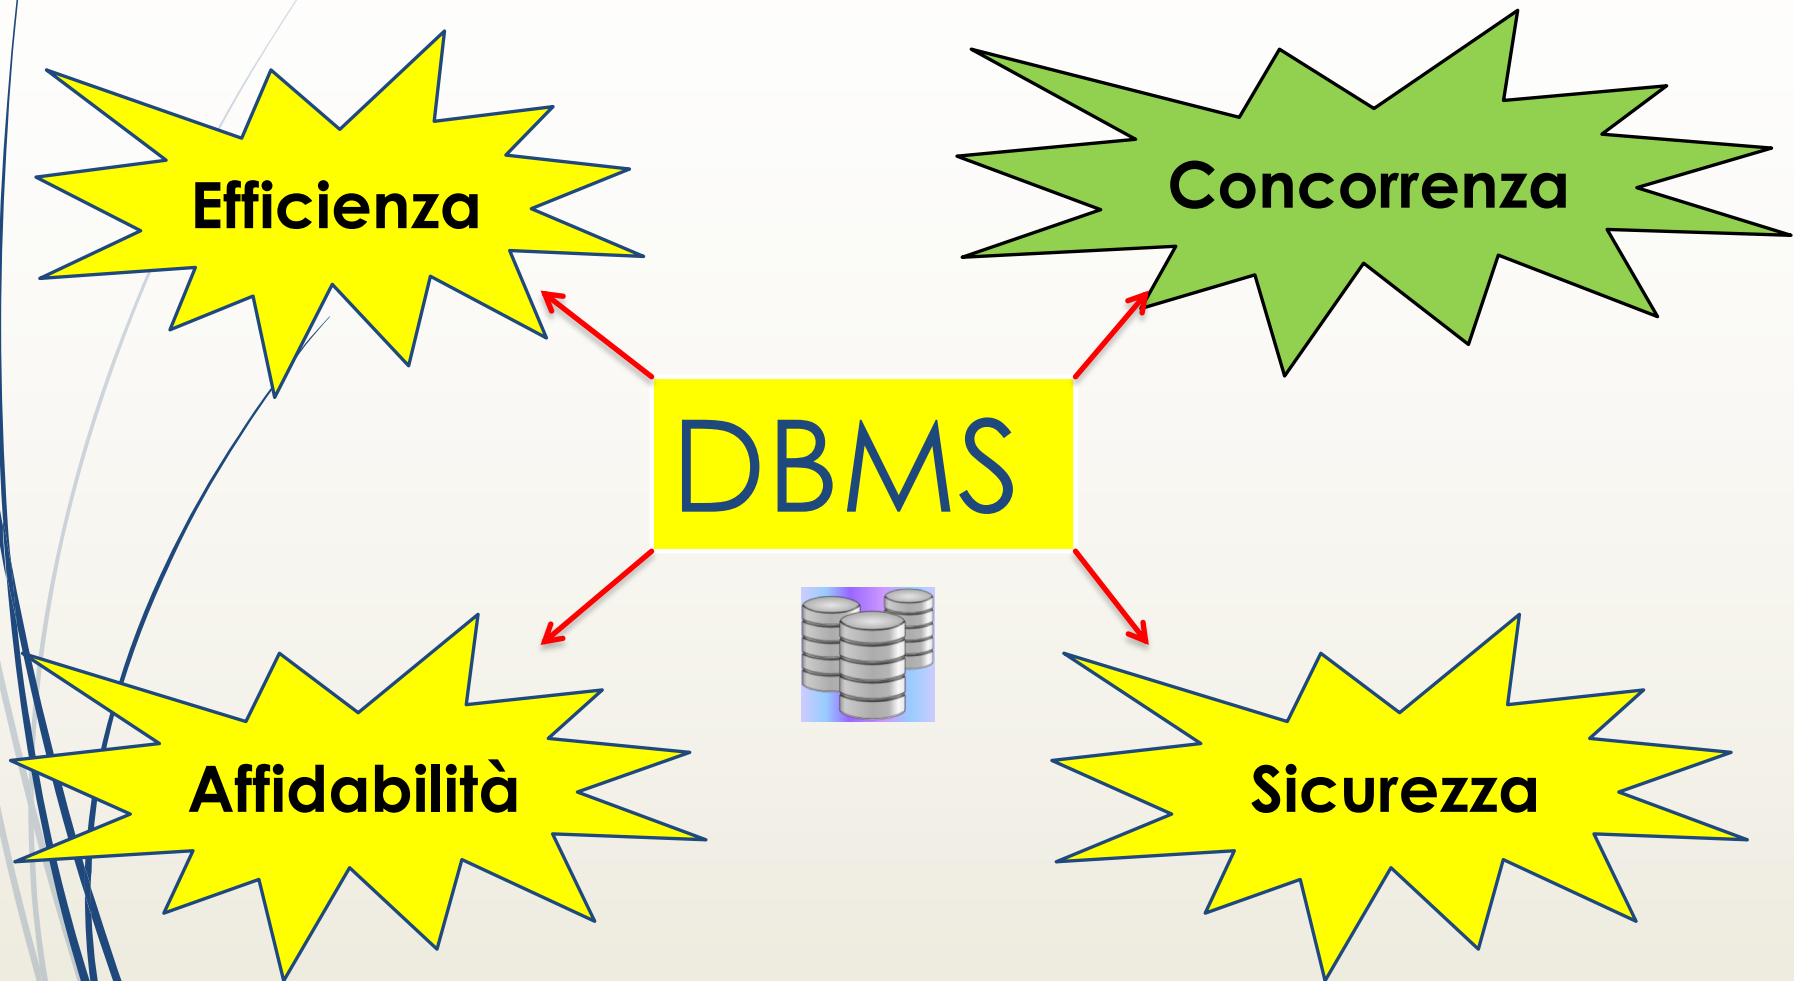 Efficienza
Concorrenza
DBMS
Affidabilità
Sicurezza